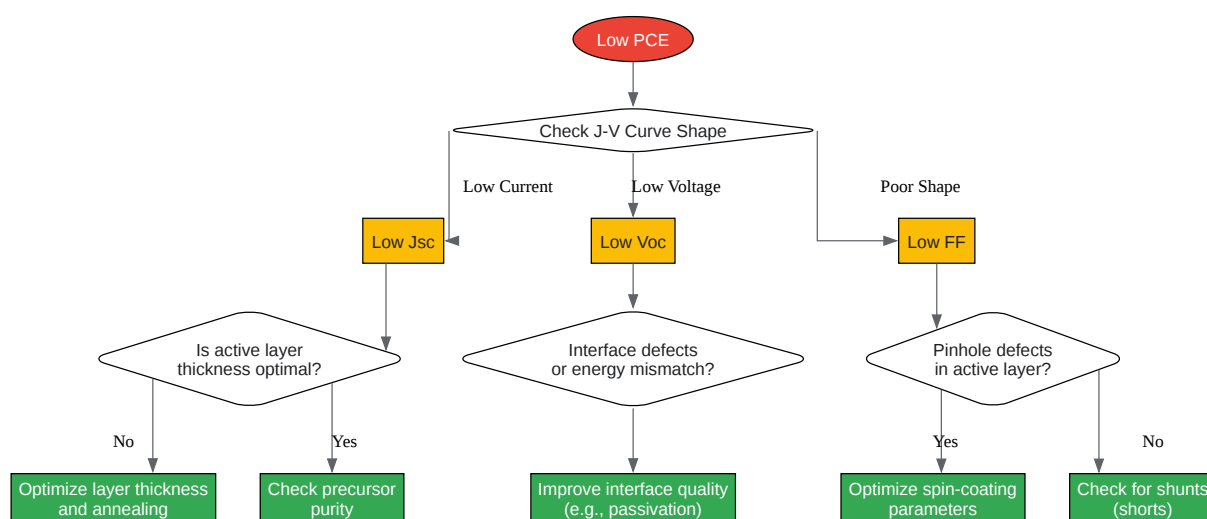 Low PCE
Check J-V Curve Shape
Low Current
Low Voltage
Poor Shape
Low Jsc
Low Voc
Low FF
Is active layer
thickness optimal?
Interface defects
or energy mismatch?
Pinhole defects
in active layer?
No
Yes
Yes
No
Optimize layer thickness
and annealing
Check precursor
purity
Improve interface quality
(e.g., passivation)
Optimize spin-coating
parameters
Check for shunts
(shorts)